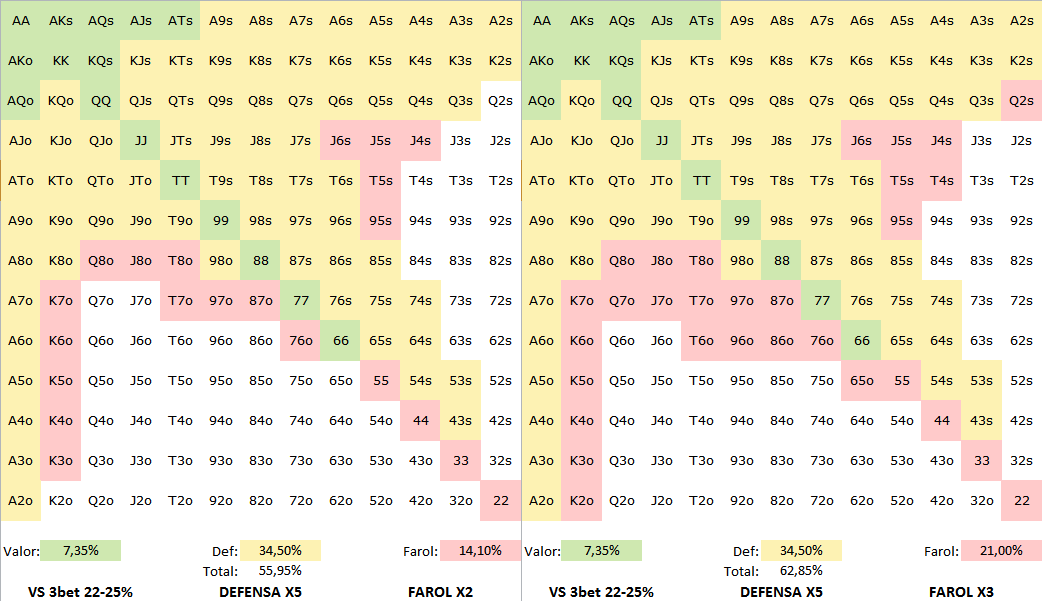 AA AKs AQs AJs ATs A9s A8s A7s A6s A5s A4s A3s A2s AA AKs AQs AJs ATs A9s A8s A7s A6s A5s A4s A3s A2s
AKo KK KQs KJs KTs K9s K8s K7s K6s K5s K4s K3s K2s AKo KK KQs KJs KTs K9s K8s K7s K6s K5s K4s K3s K2s
AQo KQo QQ QJs QTs Q9s Q8s Q7s Q6s Q5s Q4s Q3s Q2s AQo KQo QQ QJs QTs Q9s Q8s Q7s Q6s Q5s Q4s Q3s Q2s
AJo KJo QJo JJ JTs J9s J8s J7s J6s J5s J4s J3s J2s AJo KJo QJo JJ JTs J9s J8s J7s J6s J5s J4s J3s J2s
ATo KTo QTo JTo TT T9s T8s T7s T6s T5s T4s T3s T2s ATo KTo QTo JTo TT T9s T8s T7s T6s T5s T4s T3s T2s
A9o K9o Q9o J9o T9o 99 98s 97s 96s 95s 94s 93s 92s A9o K9o Q9o J9o T9o 99 98s 97s 96s 95s 94s 93s 92s
A8o K8o Q8o J8o T8o 98o 88 87s 86s 85s 84s 83s 82s A8o K8o Q8o J8o T8o 98o 88 87s 86s 85s 84s 83s 82s
A7o K7o Q7o J7o T7o 97o 87o 77 76s 75s 74s 73s 72s A7o K7o Q7o J7o T7o 97o 87o 77 76s 75s 74s 73s 72s
A6o K6o Q6o J6o T6o 96o 86o 76o 66 65s 64s 63s 62s A6o K6o Q6o J6o T6o 96o 86o 76o 66 65s 64s 63s 62s
A5o K5o Q5o J5o T5o 95o 85o 75o 65o 55 54s 53s 52s A5o K5o Q5o J5o T5o 95o 85o 75o 65o 55 54s 53s 52s
A4o K4o Q4o J4o T4o 94o 84o 74o 64o 54o 44 43s 42s A4o K4o Q4o J4o T4o 94o 84o 74o 64o 54o 44 43s 42s
A3o K3o Q3o J3o T3o 93o 83o 73o 63o 53o 43o 33 32s A3o K3o Q3o J3o T3o 93o 83o 73o 63o 53o 43o 33 32s
A2o K2o Q2o J2o T2o 92o 82o 72o 62o 52o 42o 32o 22 A2o K2o Q2o J2o T2o 92o 82o 72o 62o 52o 42o 32o 22
Valor: 7,35% Def: 34,50% Farol: 14,10% Valor: 7,35% Def: 34,50% Farol: 21,00%
Total: 55,95% Total: 62,85%
VS 3bet 22-25% DEFENSA X5 FAROL X2 VS 3bet 22-25% DEFENSA X5 FAROL X3